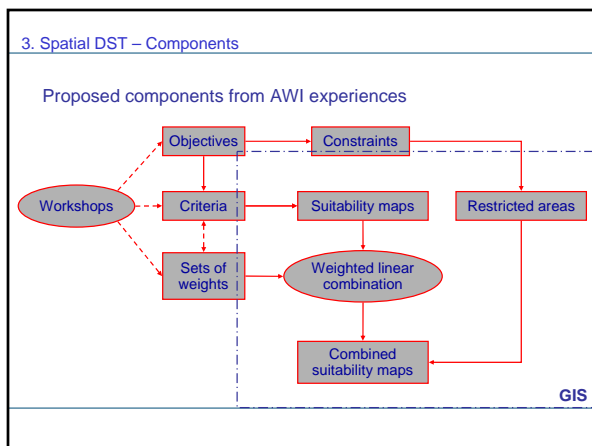 3. Spatial DST – Components
Proposed components from AWI experiences
Objectives
Constraints
Workshops
Criteria
Suitability maps
Restricted areas
Sets of
weights
Weighted linear
combination
Combined
suitability maps
GIS